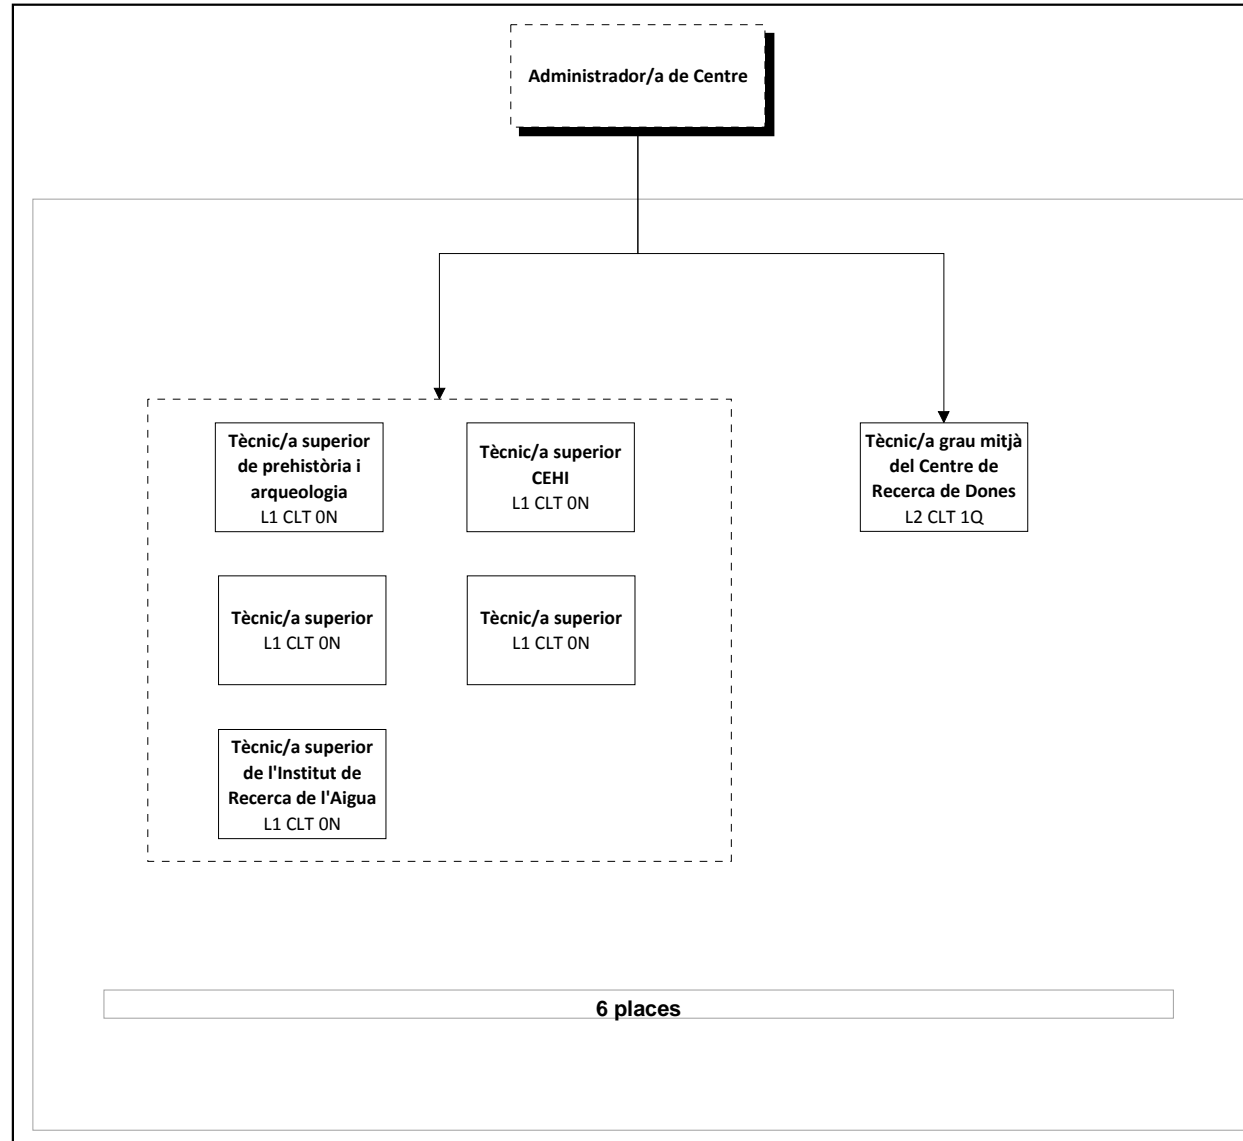 Administrador/a de Centre
Tècnic/a superior
de prehistòria i
arqueologia
L1 CLT 0N
Tècnic/a superior
CEHI
L1 CLT 0N
Tècnic/a grau mitjà
del Centre de
Recerca de Dones
L2 CLT 1Q
Tècnic/a superior
L1 CLT 0N
Tècnic/a superior
L1 CLT 0N
Tècnic/a superior
de l'Institut de
Recerca de l'Aigua
L1 CLT 0N
6 places